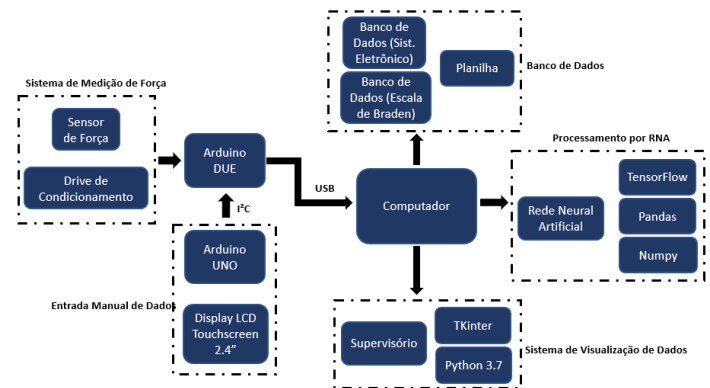 Banco de
Dados (Sist.
Eletrônico)
Planilha
Banco de Dados
Banco de
Dados (Escala
de Braden)
Sistema de Medição de Força
Sensor
de Força
Drive de
Condicionamento
Arduino
DUE
USB
I²C
Computador
Processamento por RNA
TensorFlow
Rede Neural
Artificial
Pandas
Numpy
Arduino
UNO
Entrada Manual de Dados
Display LCD
Touchscreen
2.4”
Supervisório
TKinter
Python 3.7
Sistema de Visualização de Dados